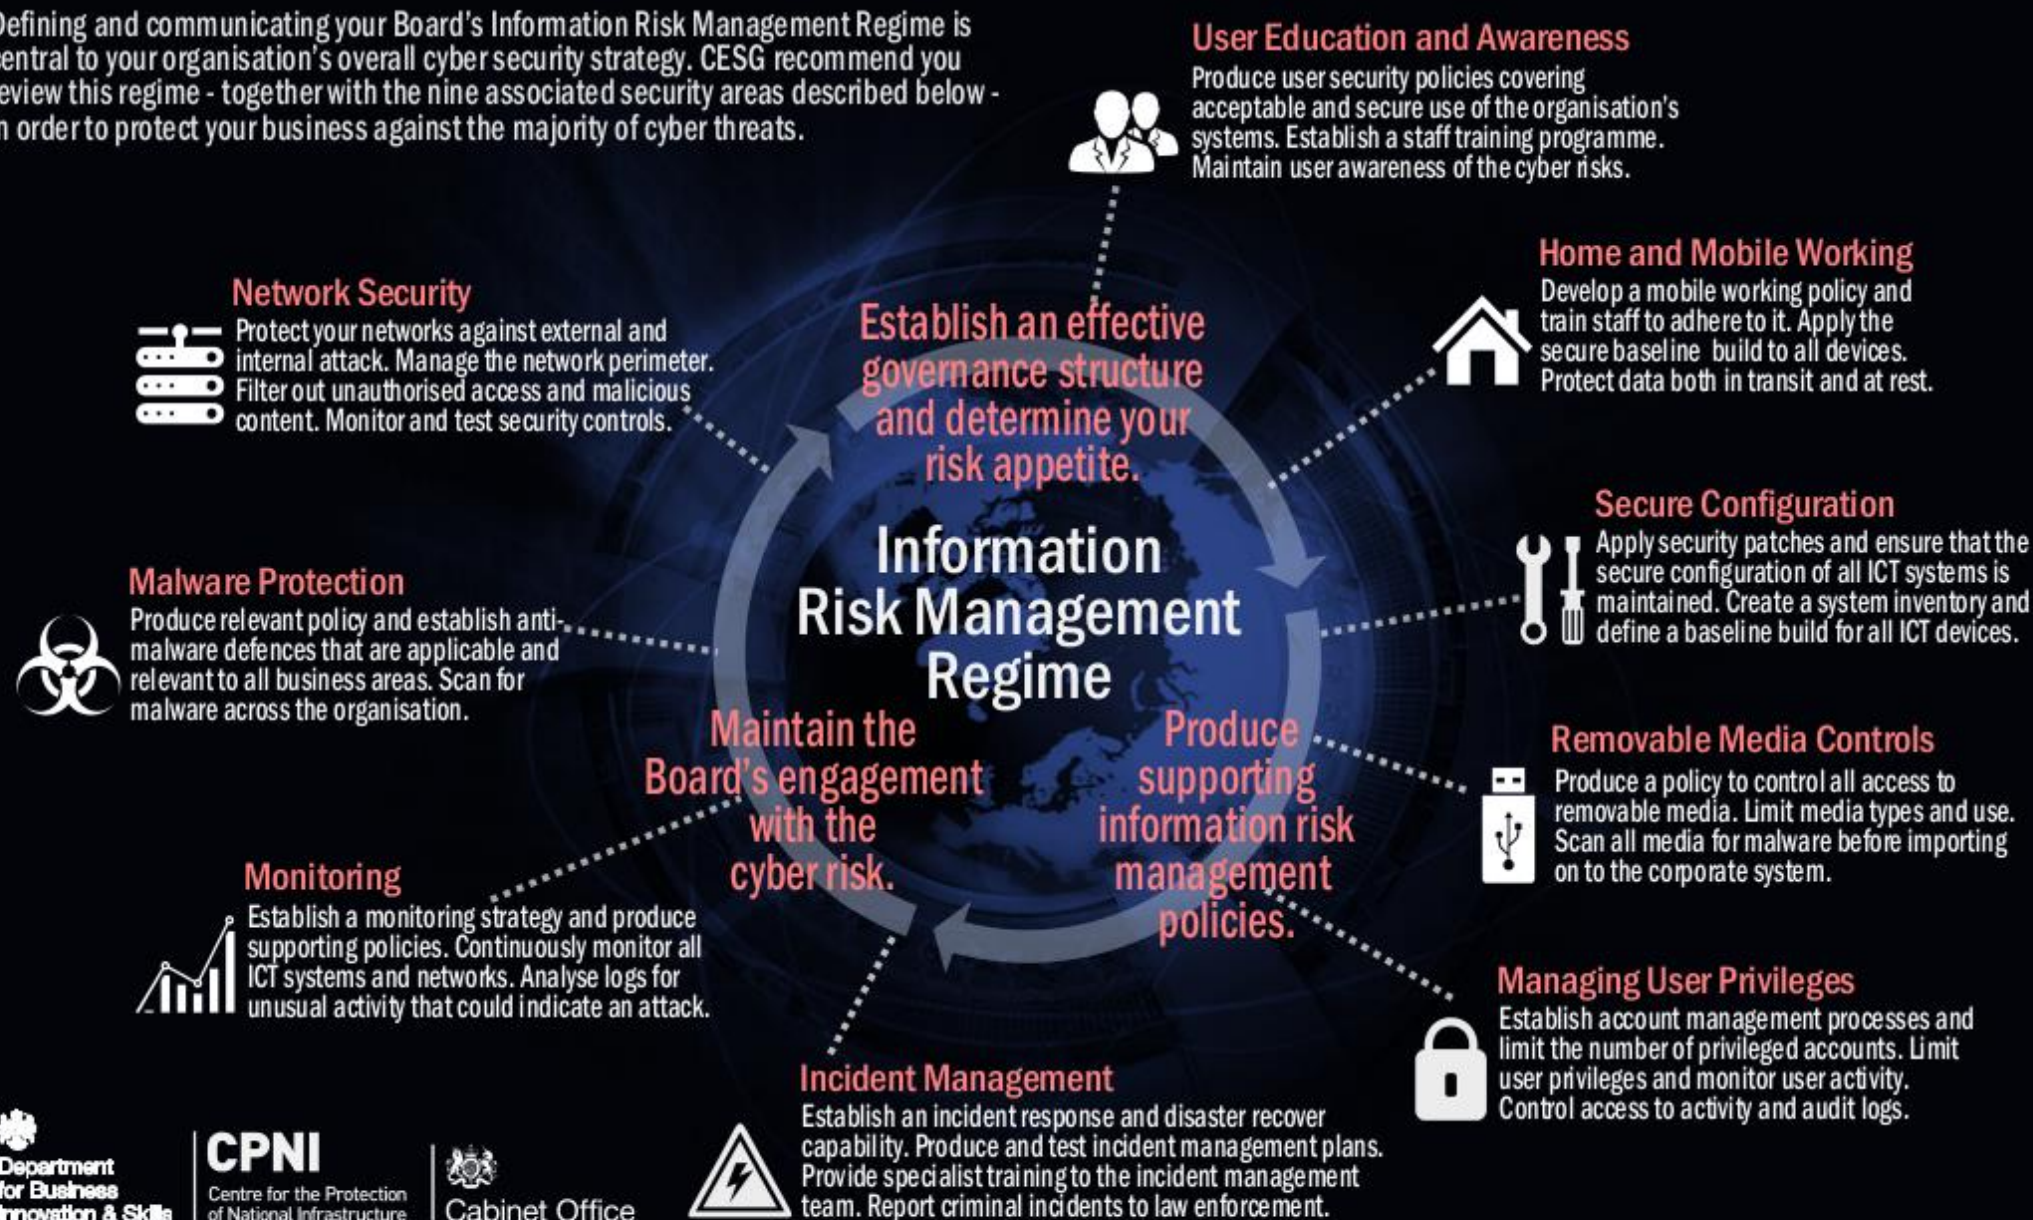 Defining and communicating your Board's Information Risk Management Regime is
central to your organisation's overall cyber security strategy. CESG recommend you
review this regime - together with the nine associated security areas described below -
in order to protect your business against the majority of cyber threats.
User Education and Awareness
Produce user security policies covering
acceptable and secure use of the organisation's
systems. Establish a staff training programme.
Maintain user awareness of the cyber risks.
Home and Mobile Working
Develop a mobile working policy and
train staff to adhere to it. Apply the
secure baseline build to all devices.
Protect data both in transit and at rest.
Network Security
Protect your networks against external and
internal attack. Manage the network perimeter.
Filter out unauthorised access and malicious
content. Monitor and test security controls.
Establish an effective
governance structure
and determine your
risk appetite.
Secure Configuration
Apply security patches and ensure that the
secure configuration of all ICT systems is
maintained. Create a system inventory and
define a baseline build for all ICT devices.
Information
Risk Management
Regime
Malware Protection
Produce relevant policy and establish anti-
malware defences that are applicable and
relevant to all business areas. Scan for
malware across the organisation.
Maintain the
Board's engagement
with the
cyber risk.
Produce
supporting
information risk
management
policies.
Removable Media Controls
Produce a policy to control all access to
removable media. Limit media types and use.
Scan all media for malware before importing
on to the corporate system.
Monitoring
Establish a monitoring strategy and produce
supporting policies. Continuously monitor all
ICT systems and networks. Analyse logs for
unusual activity that could indicate an attack.
Managing User Privileges
Establish account management processes and
limit the number of privileged accounts. Limit
user privileges and monitor user activity.
Control access to activity and audit logs.
Incident Management
Establish an incident response and disaster recover
capability. Produce and test incident management plans.
Provide specialist training to the incident management
team. Report criminal incidents to law enforcement.
Department
for Business
Innovation & Skills
CPNI
Centre for the Protection
of National Infrastructure
Cabinet Office